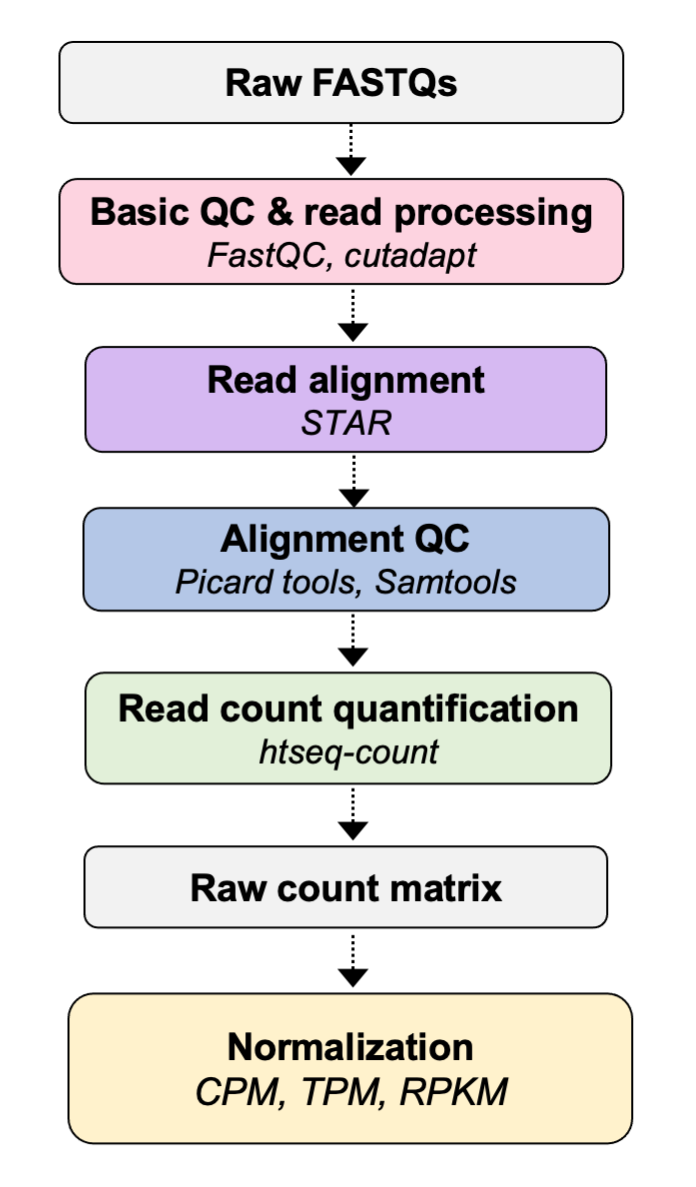 Raw FASTQs
Basic QC & read processing
FastQC, cutadapt
Read alignment
STAR
Alignment QC
Picard tools, Samtools
Read count quantification
htseq-count
Raw count matrix
Normalization
CPM, TPM, RPKM